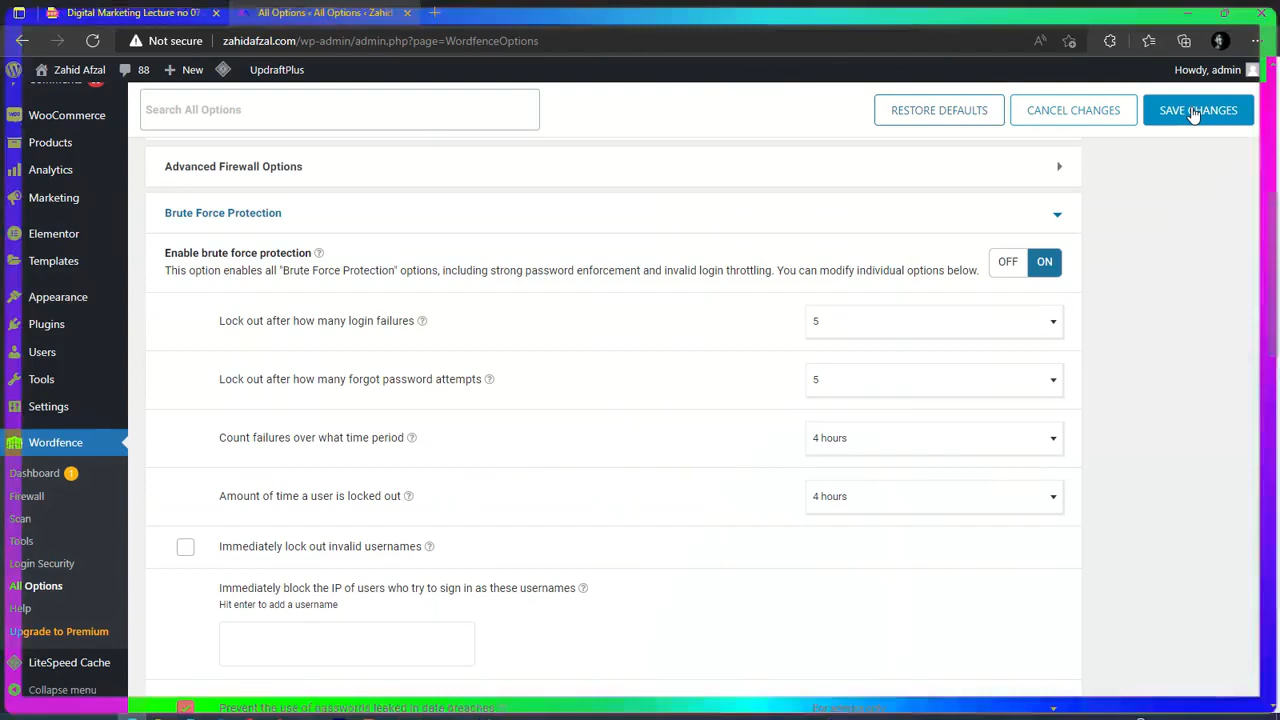 Digital Marketing Lecture no 07
All Options ‹ All Options ‹ Zahid
Not secure
zahidafzal.com/wp-admin/admin.php?page=WordfenceOptions
Zahid Afzal
88
New
UpdraftPlus
Howdy, admin
Comments
WooCommerce
Products
Analytics
Marketing
Elementor
Templates
Appearance
Plugins
Users
Tools
Settings
Wordfence
Dashboard 1
Firewall
Scan
Tools
Login Security
All Options
Help
Upgrade to Premium
LiteSpeed Cache
Collapse menu
Search All Options
RESTORE DEFAULTS
CANCEL CHANGES
SAVE CHANGES
Advanced Firewall Options
Brute Force Protection
Enable brute force protection
This option enables all "Brute Force Protection" options, including strong password enforcement and invalid login throttling. You can modify individual options below.
OFF
ON
Lock out after how many login failures
5
Lock out after how many forgot password attempts
5
Count failures over what time period
4 hours
Amount of time a user is locked out
4 hours
Immediately lock out invalid usernames
Immediately block the IP of users who try to sign in as these usernames
Hit enter to add a username
Prevent the use of passwords leaked in data breaches